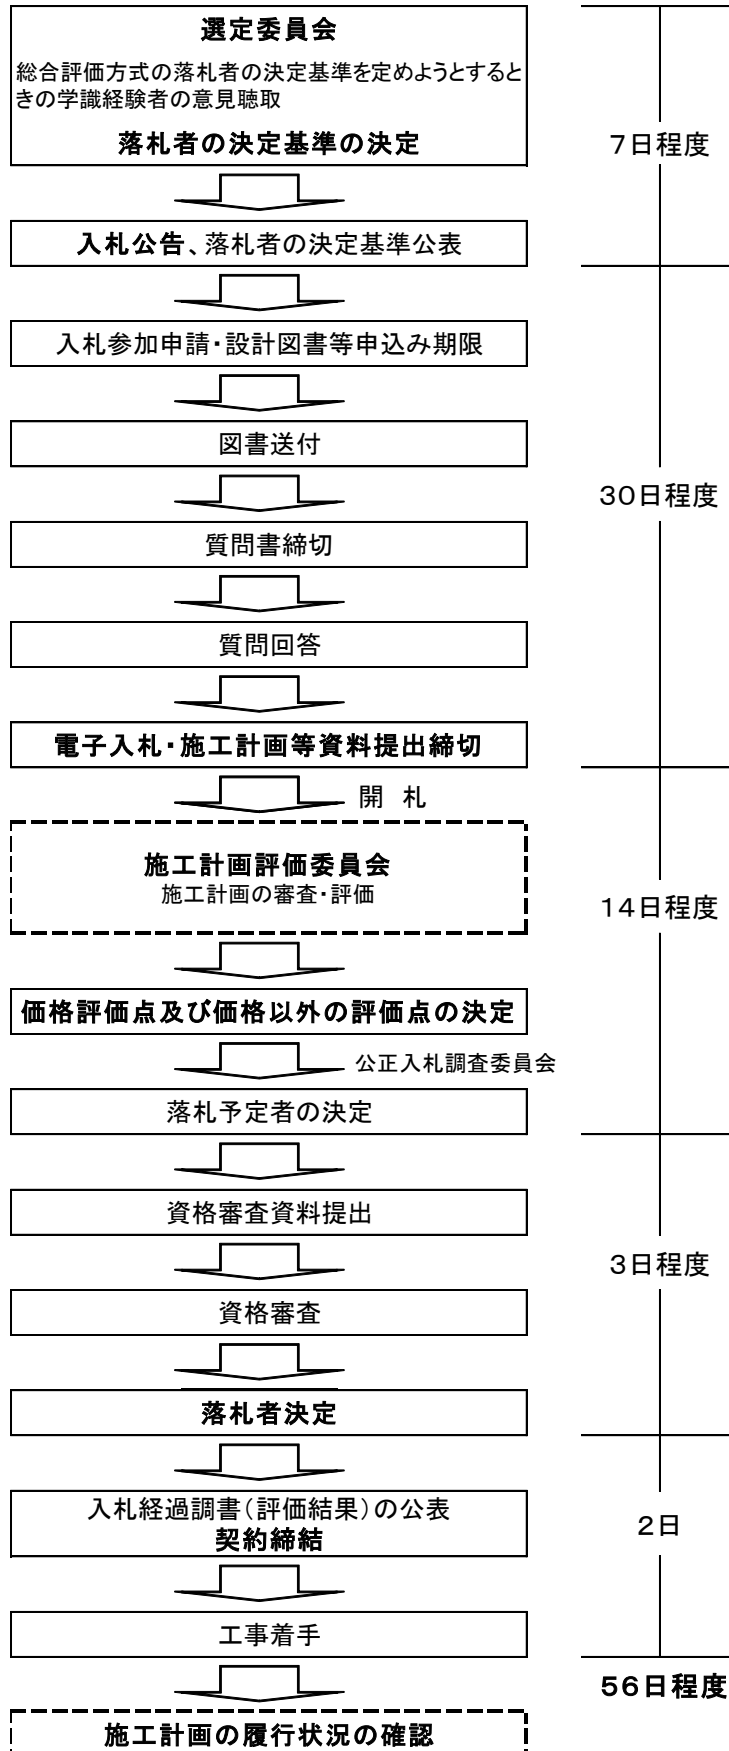 選定委員会
総合評価方式の落札者の決定基準を定めようとすると
きの学識経験者の意見聴取
落札者の決定基準の決定
7日程度
入札公告、落札者の決定基準公表
入札参加申請・設計図書等申込み期限
図書送付
30日程度
質問書締切
質問回答
電子入札・施工計画等資料提出締切
開 札
施工計画評価委員会
施工計画の審査・評価
14日程度
価格評価点及び価格以外の評価点の決定
公正入札調査委員会
落札予定者の決定
資格審査資料提出
3日程度
資格審査
落札者決定
入札経過調書(評価結果)の公表
契約締結
2日
工事着手
56日程度
施工計画の履行状況の確認